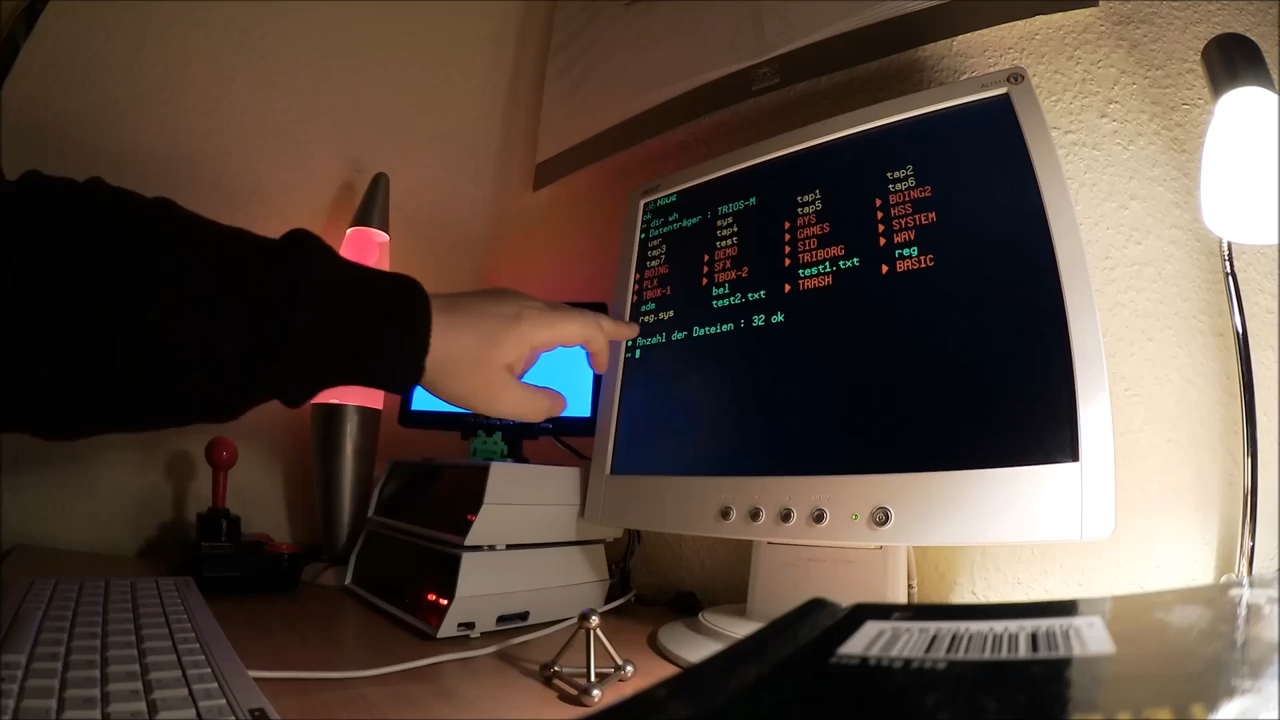 ok
dir wh
Datenträger : TRIOS-M
usr sys tap1 tap2
tap3 tap4 tap5 tap6
tap7 test AYS BOING2
BOING DEMO GAMES HSS
PLX SFX SID SYSTEM
TBOX-1 TBOX-2 TRIBORG WAV
adm bel test1.txt reg
reg.sys test2.txt TRASH BASIC
Anzahl der Dateien : 32 ok
acer